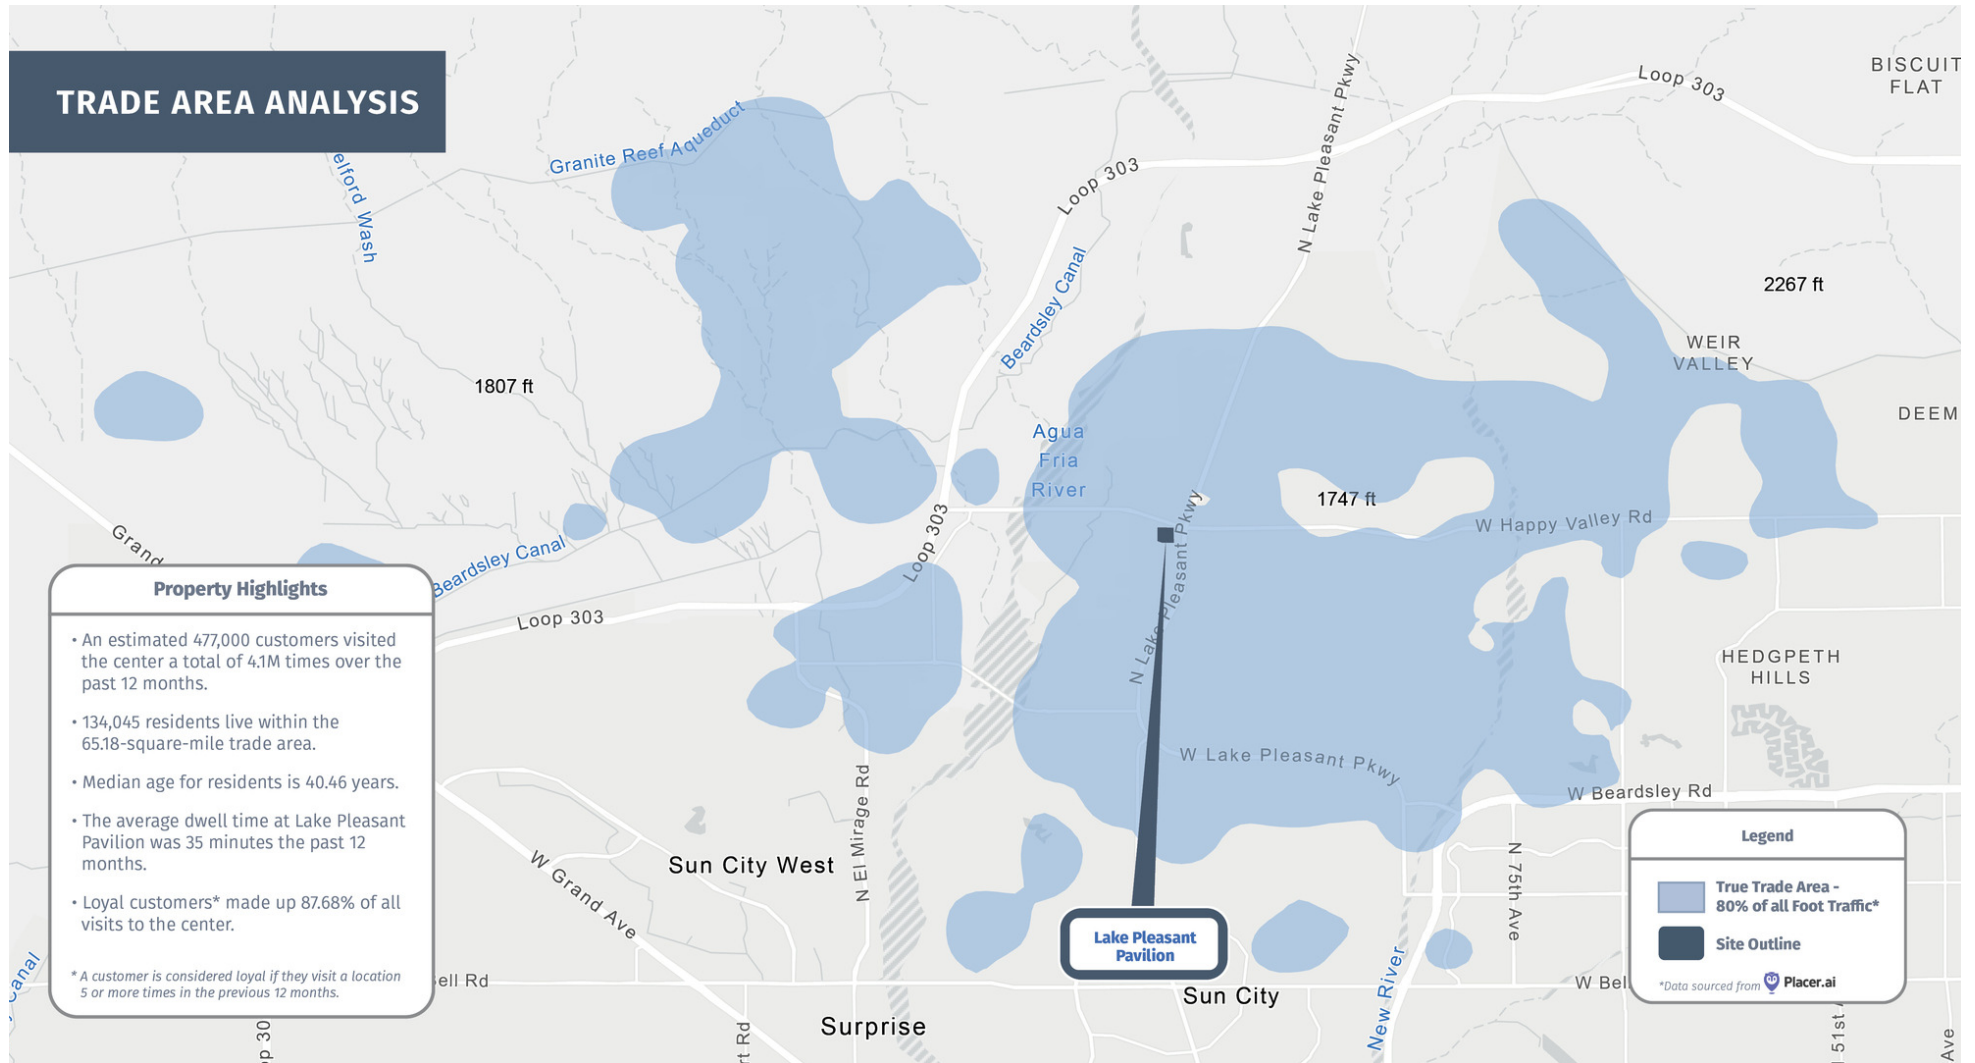 TRADE AREA ANALYSIS
BISCUIT
FLAT
Loop 303
N Lake Pleasant Pkwy
Granite Reef Aqueduct
elford Wash
Loop 303
Beardsley Canal
2267 ft
WEIR
VALLEY
1807 ft
DEEM
Agua
Fria
River
1747 ft
N Lake Pleasant Pkwy
W Happy Valley Rd
Grand
Loop 303
Beardsley Canal
Loop 303
HEDGPETH
HILLS
W Lake Pleasant Pkwy
W Beardsley Rd
N El Mirage Rd
Sun City West
W Grand Ave
N 75th Ave
Canal
ell Rd
W Bel
New River
Sun City
Surprise
op 30
rt Rd
51st
Ave
Property Highlights
• An estimated 477,000 customers visited
the center a total of 4.1M times over the
past 12 months.
• 134,045 residents live within the
65.18-square-mile trade area.
• Median age for residents is 40.46 years.
• The average dwell time at Lake Pleasant
Pavilion was 35 minutes the past 12
months.
• Loyal customers* made up 87.68% of all
visits to the center.
* A customer is considered loyal if they visit a location
5 or more times in the previous 12 months.
Lake Pleasant
Pavilion
Legend
True Trade Area -
80% of all Foot Traffic*
Site Outline
*Data sourced from Placer.ai